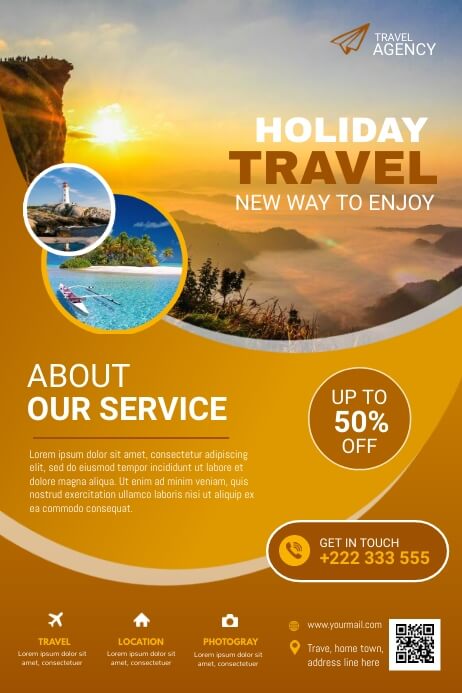 TRAVEL
AGENCY
HOLIDAY
TRAVEL
NEW WAY TO ENJOY
ABOUT
OUR SERVICE
Lorem ipsum dolor sit amet, consectetur adipiscing
elit, sed do eiusmod tempor incididunt ut labore et
dolore magna aliqua. Ut enim ad minim veniam, quis
nostrud exercitation ullamco laboris nisi ut aliquip ex
ea commodo consequat.
UP TO
50%
OFF
GET IN TOUCH
+222 333 555
TRAVEL
Lorem ipsum dolor sit
amet, consectetuer
LOCATION
Lorem ipsum dolor sit
amet, consectetuer
PHOTOGRAY
Lorem ipsum dolor sit
amet, consectetuer
www.yourmail.com
Trave, home town,
address line here